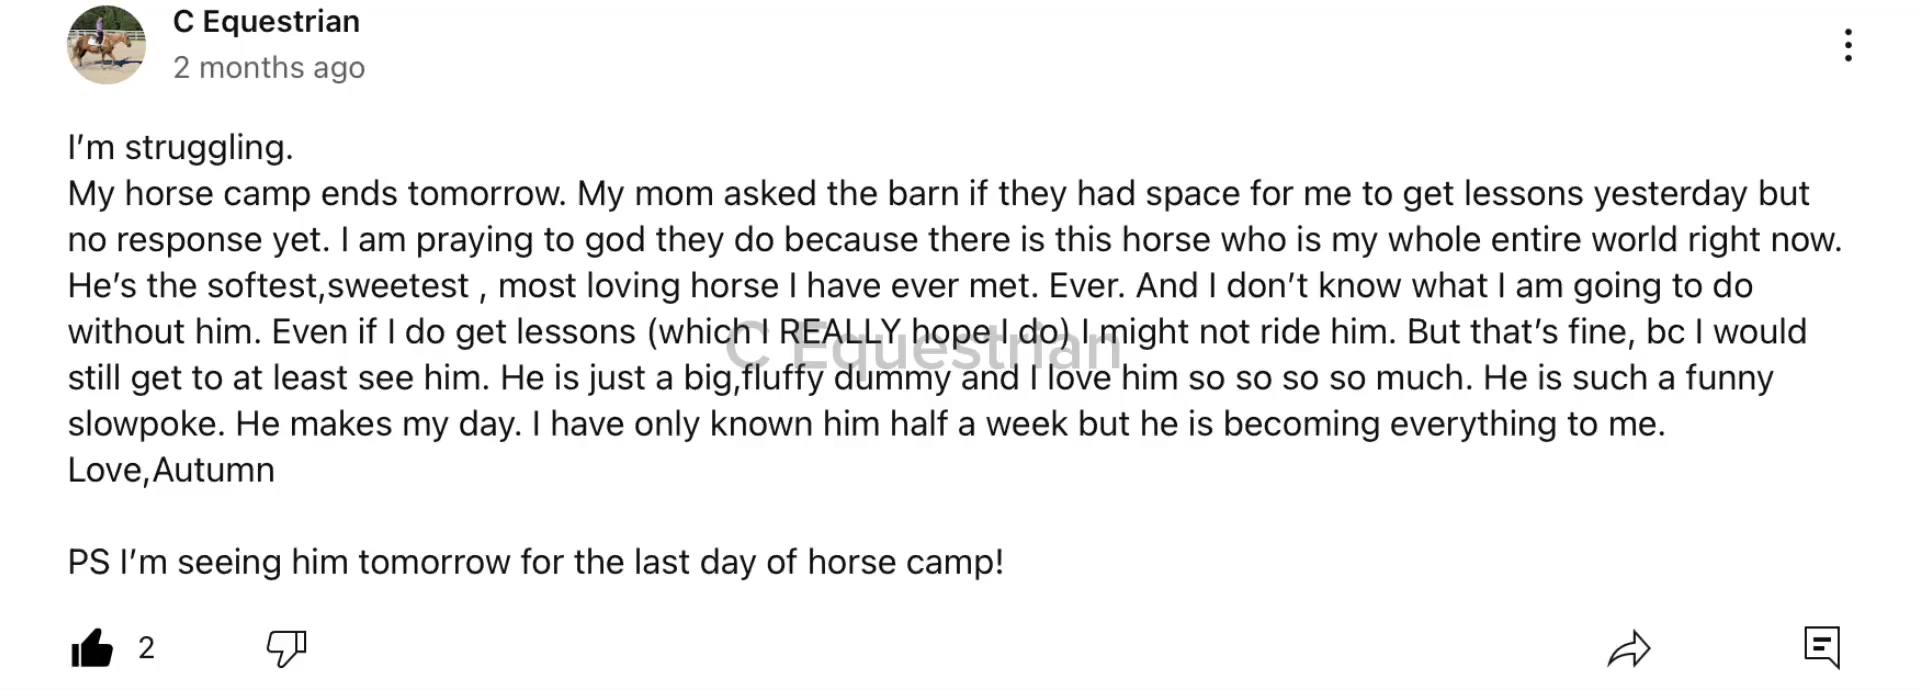 C Equestrian
2 months ago
I'm struggling.
My horse camp ends tomorrow. My mom asked the barn if they had space for me to get lessons yesterday but
no response yet. I am praying to god they do because there is this horse who is my whole entire world right now.
He's the softest,sweetest , most loving horse I have ever met. Ever. And I don't know what I am going to do
without him. Even if I do get lessons (which I REALLY hope I do) I might not ride him. But that's fine, bc I would
C Equestrian
still get to at least see him. He is just a big,fluffy dummy and I love him so so so so much. He is such a funny
slowpoke. He makes my day. I have only known him half a week but he is becoming everything to me.
Love,Autumn
PS I'm seeing him tomorrow for the last day of horse camp!
2